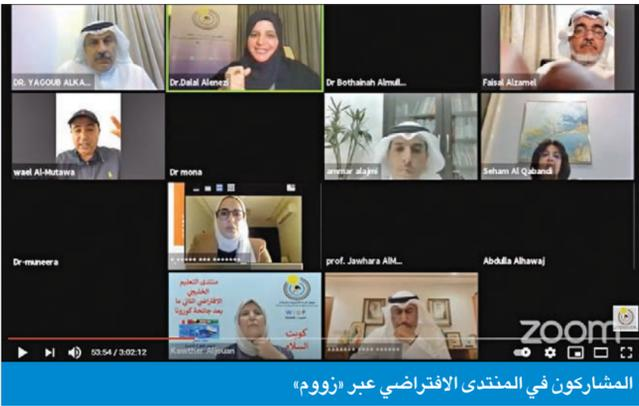 DR. YAGOUB ALKA...
Dr.Dalal Alenezi
Dr Bothainah Almull...
Faisal Alzamel
wael Al-Mutawa
Dr mona
ammar alajmi
Seham Al Qabandi
Dr-muneera
prof. Jawhara AlM...
Abdulla Alhawaj
منتدى التعليم
الخليجي
الافتراضي الثاني ما
بعد جائحة كورونا
كويت
السلام
Kawther Aljouan
zoom
53:54 / 3:02:12
المشاركون في المنتدى الافتراضي عبر «زووم»